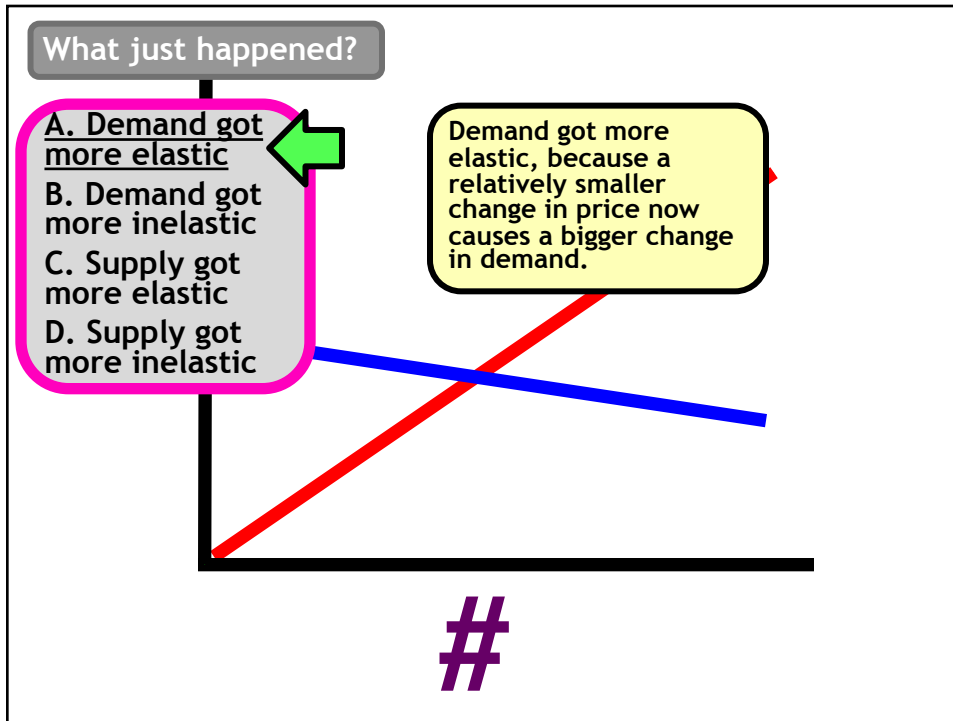 What just happened?
A. Demand got
more elastic
B. Demand got
more inelastic
C. Supply got
more elastic
D. Supply got
more inelastic
Demand got more
elastic, because a
relatively smaller
change in price now
causes a bigger change
in demand.
#